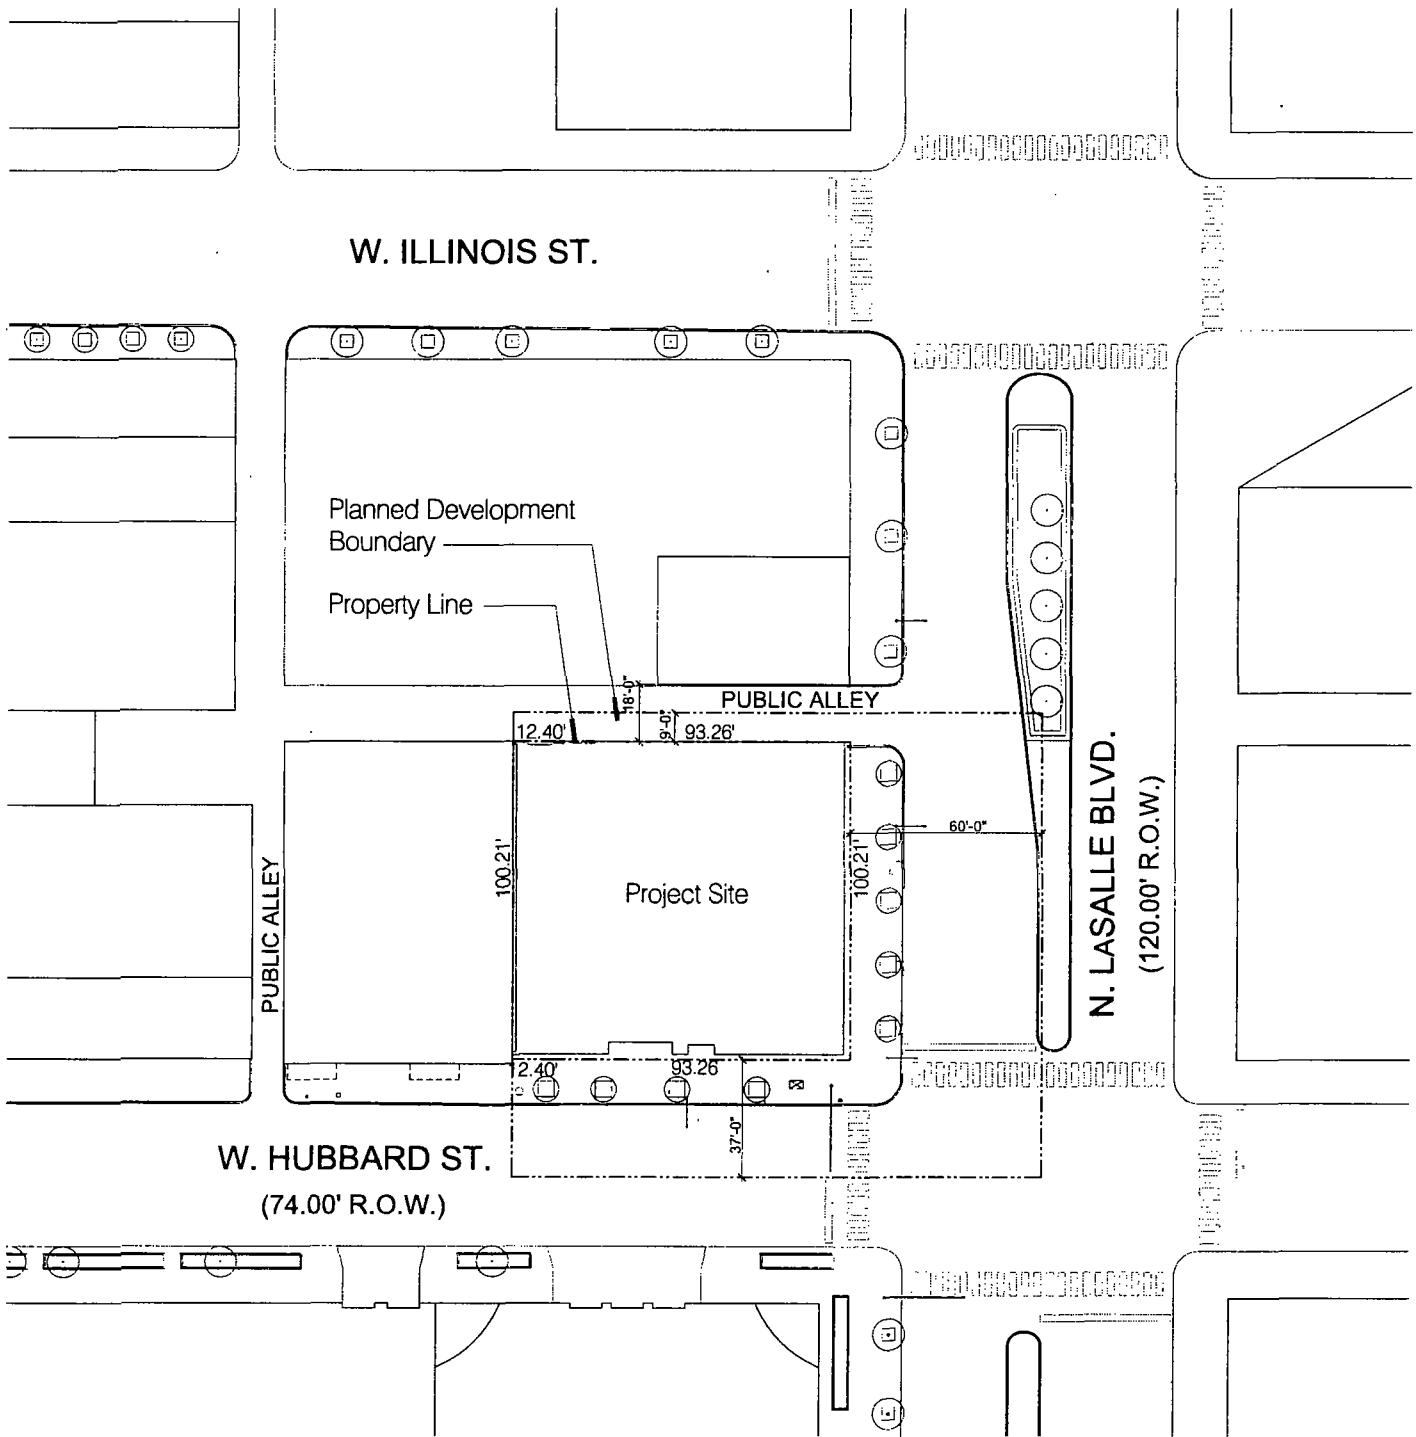 W. ILLINOIS ST.
Planned Development
Boundary
Property Line
18'-0"
PUBLIC ALLEY
12.40'
9'-0"
93.26'
N. LASALLE BLVD.
(120.00' R.O.W.)
60'-0"
100.21'
100.21'
Project Site
PUBLIC ALLEY
2.40'
93.26
37'-0"
W. HUBBARD ST.
(74.00' R.O.W.)